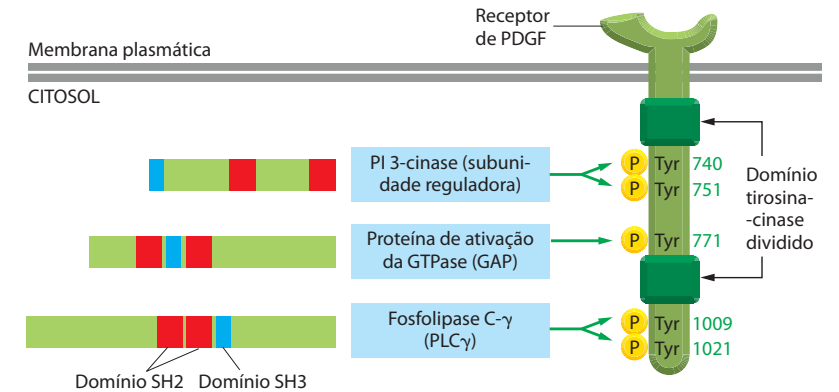 Receptor
de PDGF
Membrana plasmática
CITOSOL
PI 3-cinase (subuni-
dade reguladora)
P Tyr 740
P Tyr 751
Domínio
tirosina-
-cinase
dividido
Proteína de ativação
da GTPase (GAP)
P Tyr 771
Fosfolipase C-γ
(PLCγ)
P Tyr 1009
P Tyr 1021
Domínio SH2 Domínio SH3